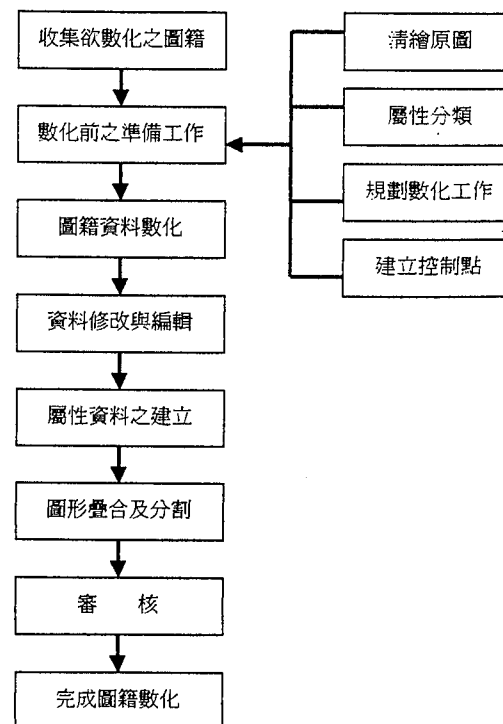 收集欲數化之圖籍
數化前之準備工作
圖籍資料數化
資料修改與編輯
屬性資料之建立
圖形疊合及分割
審 核
完成圖籍數化
清繪原圖
屬性分類
規劃數化工作
建立控制點